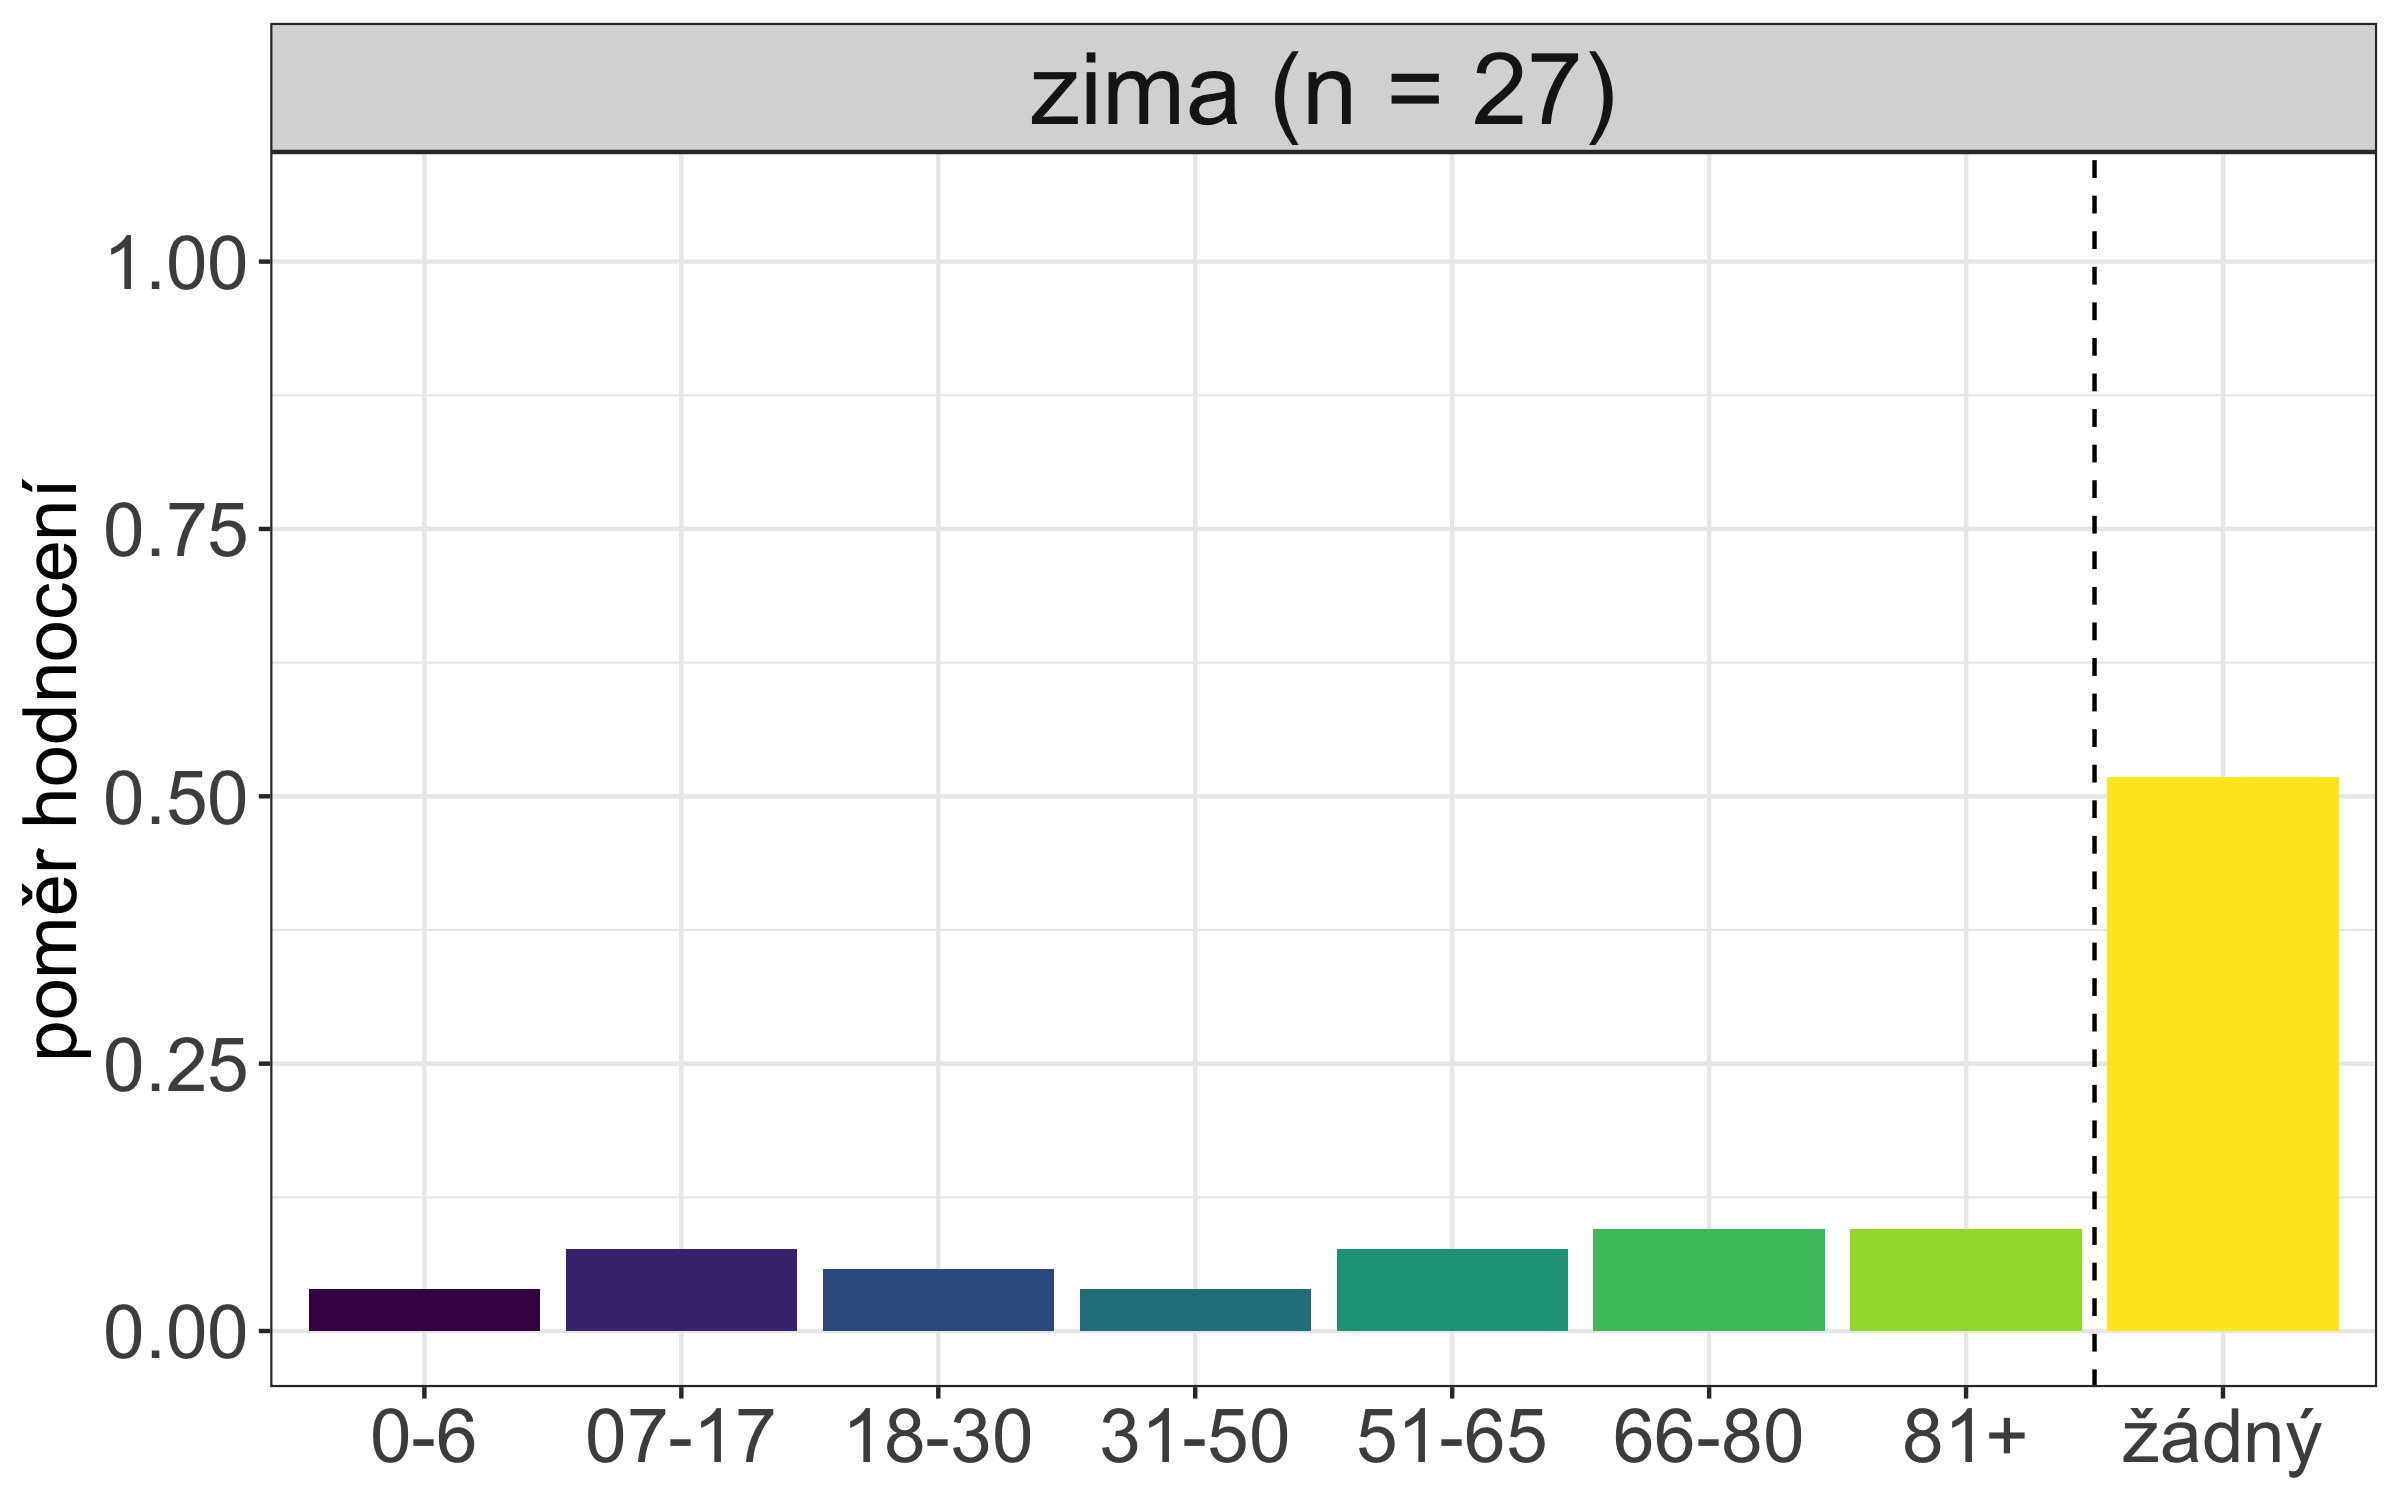 zima (n = 27)
poměr hodnocení
1.00
0.75
0.50
0.25
0.00
0-6 07-17 18-30 31-50 51-65 66-80 81+ žádný